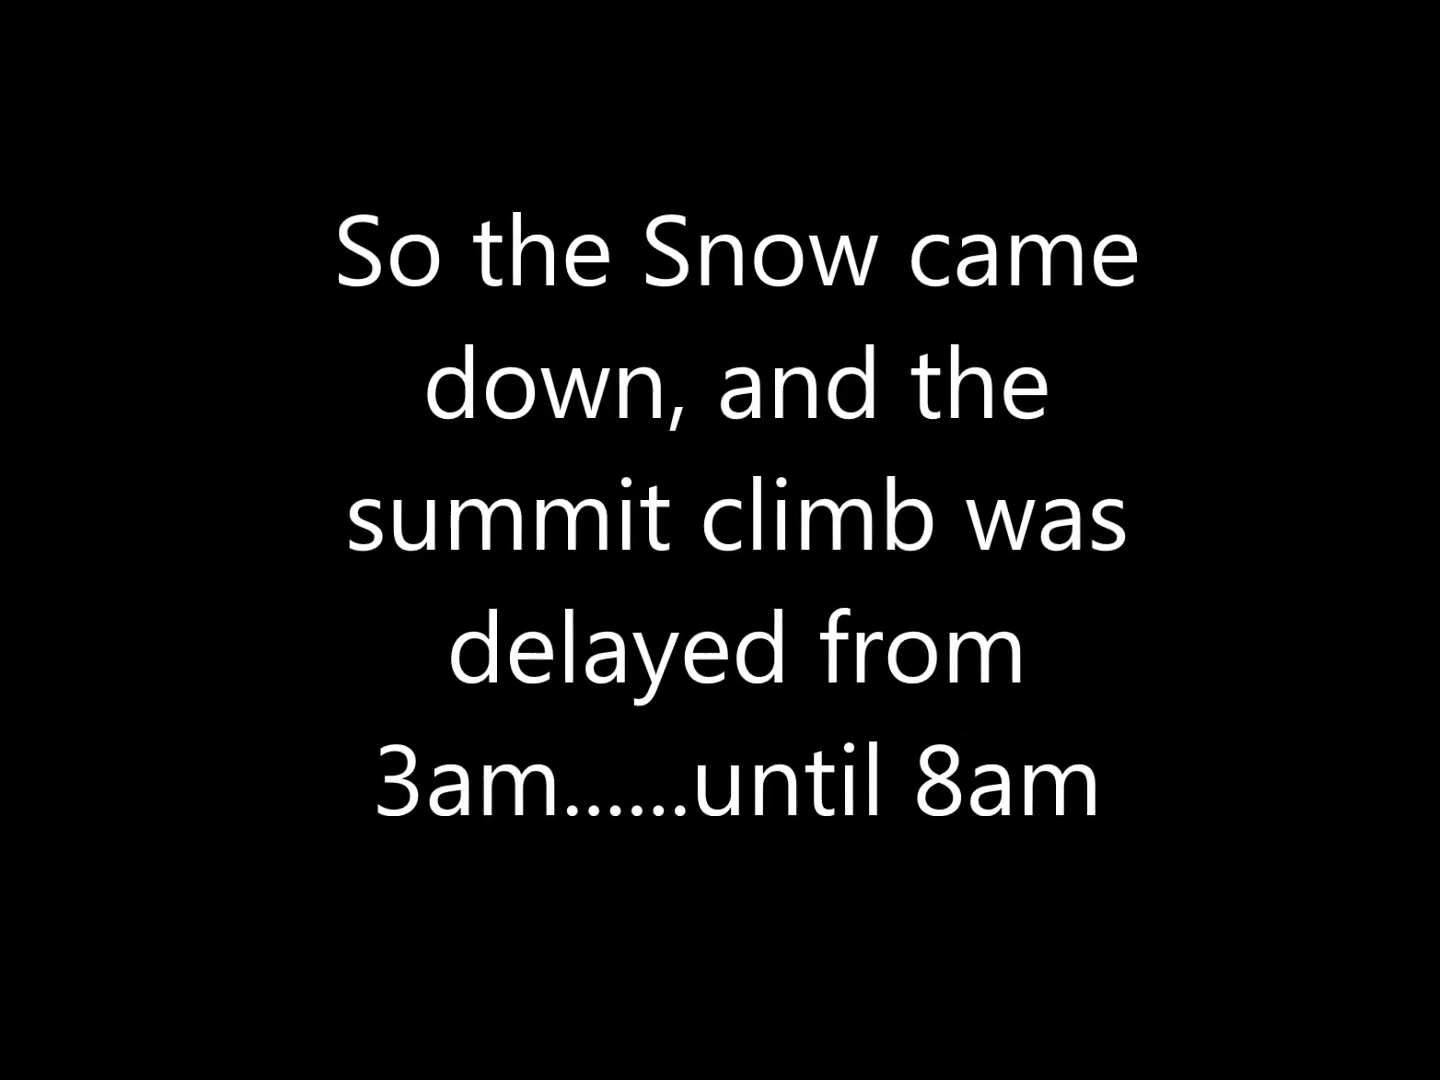 So the Snow came
down, and the
summit climb was
delayed from
3am......until 8am